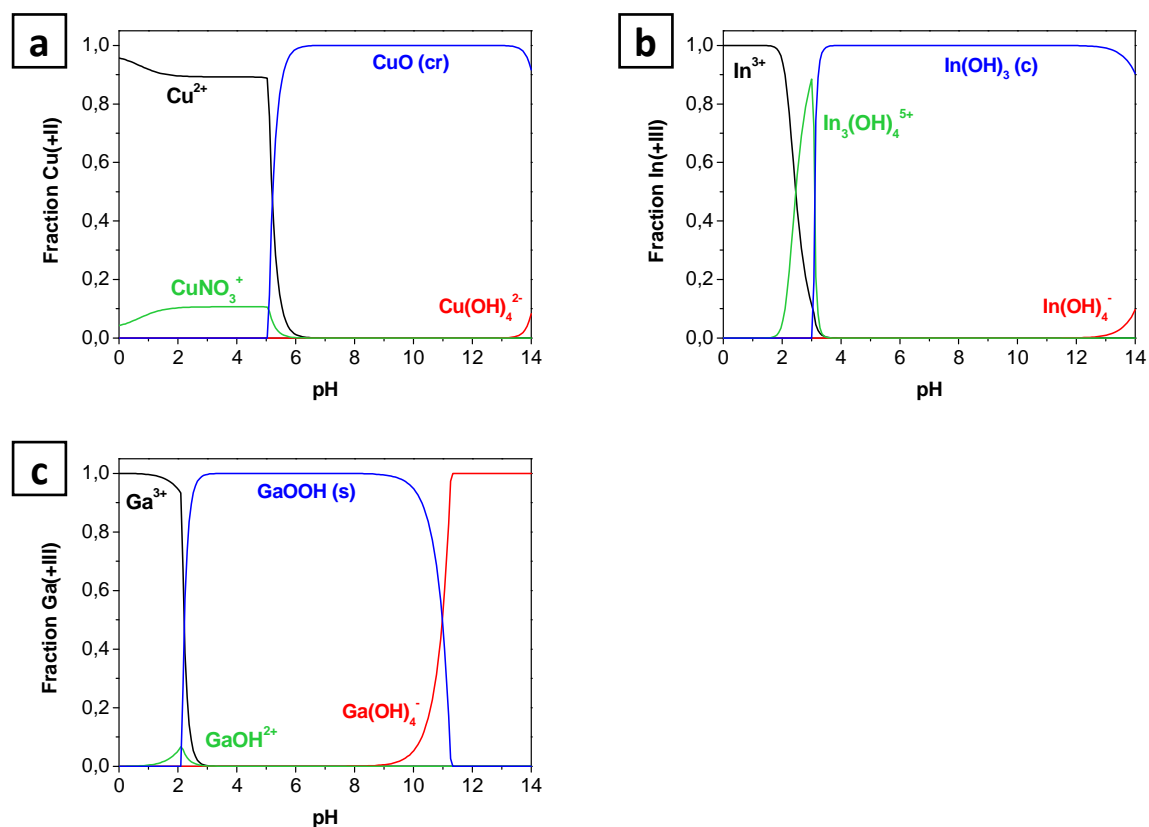 a
1,0
0,8
0,6
0,4
0,2
0,0
Fraction Cu(+II)
Cu²⁺
CuO (cr)
CuNO₃⁺
Cu(OH)₄²⁻
0 2 4 6 8 10 12 14
pH
b
1,0
0,8
0,6
0,4
0,2
0,0
Fraction In(+III)
In³⁺
In(OH)₃ (c)
In₃(OH)₄⁵⁺
In(OH)₄⁻
0 2 4 6 8 10 12 14
pH
c
1,0
0,8
0,6
0,4
0,2
0,0
Fraction Ga(+III)
Ga³⁺
GaOOH (s)
Ga(OH)₄⁻
GaOH²⁺
0 2 4 6 8 10 12 14
pH